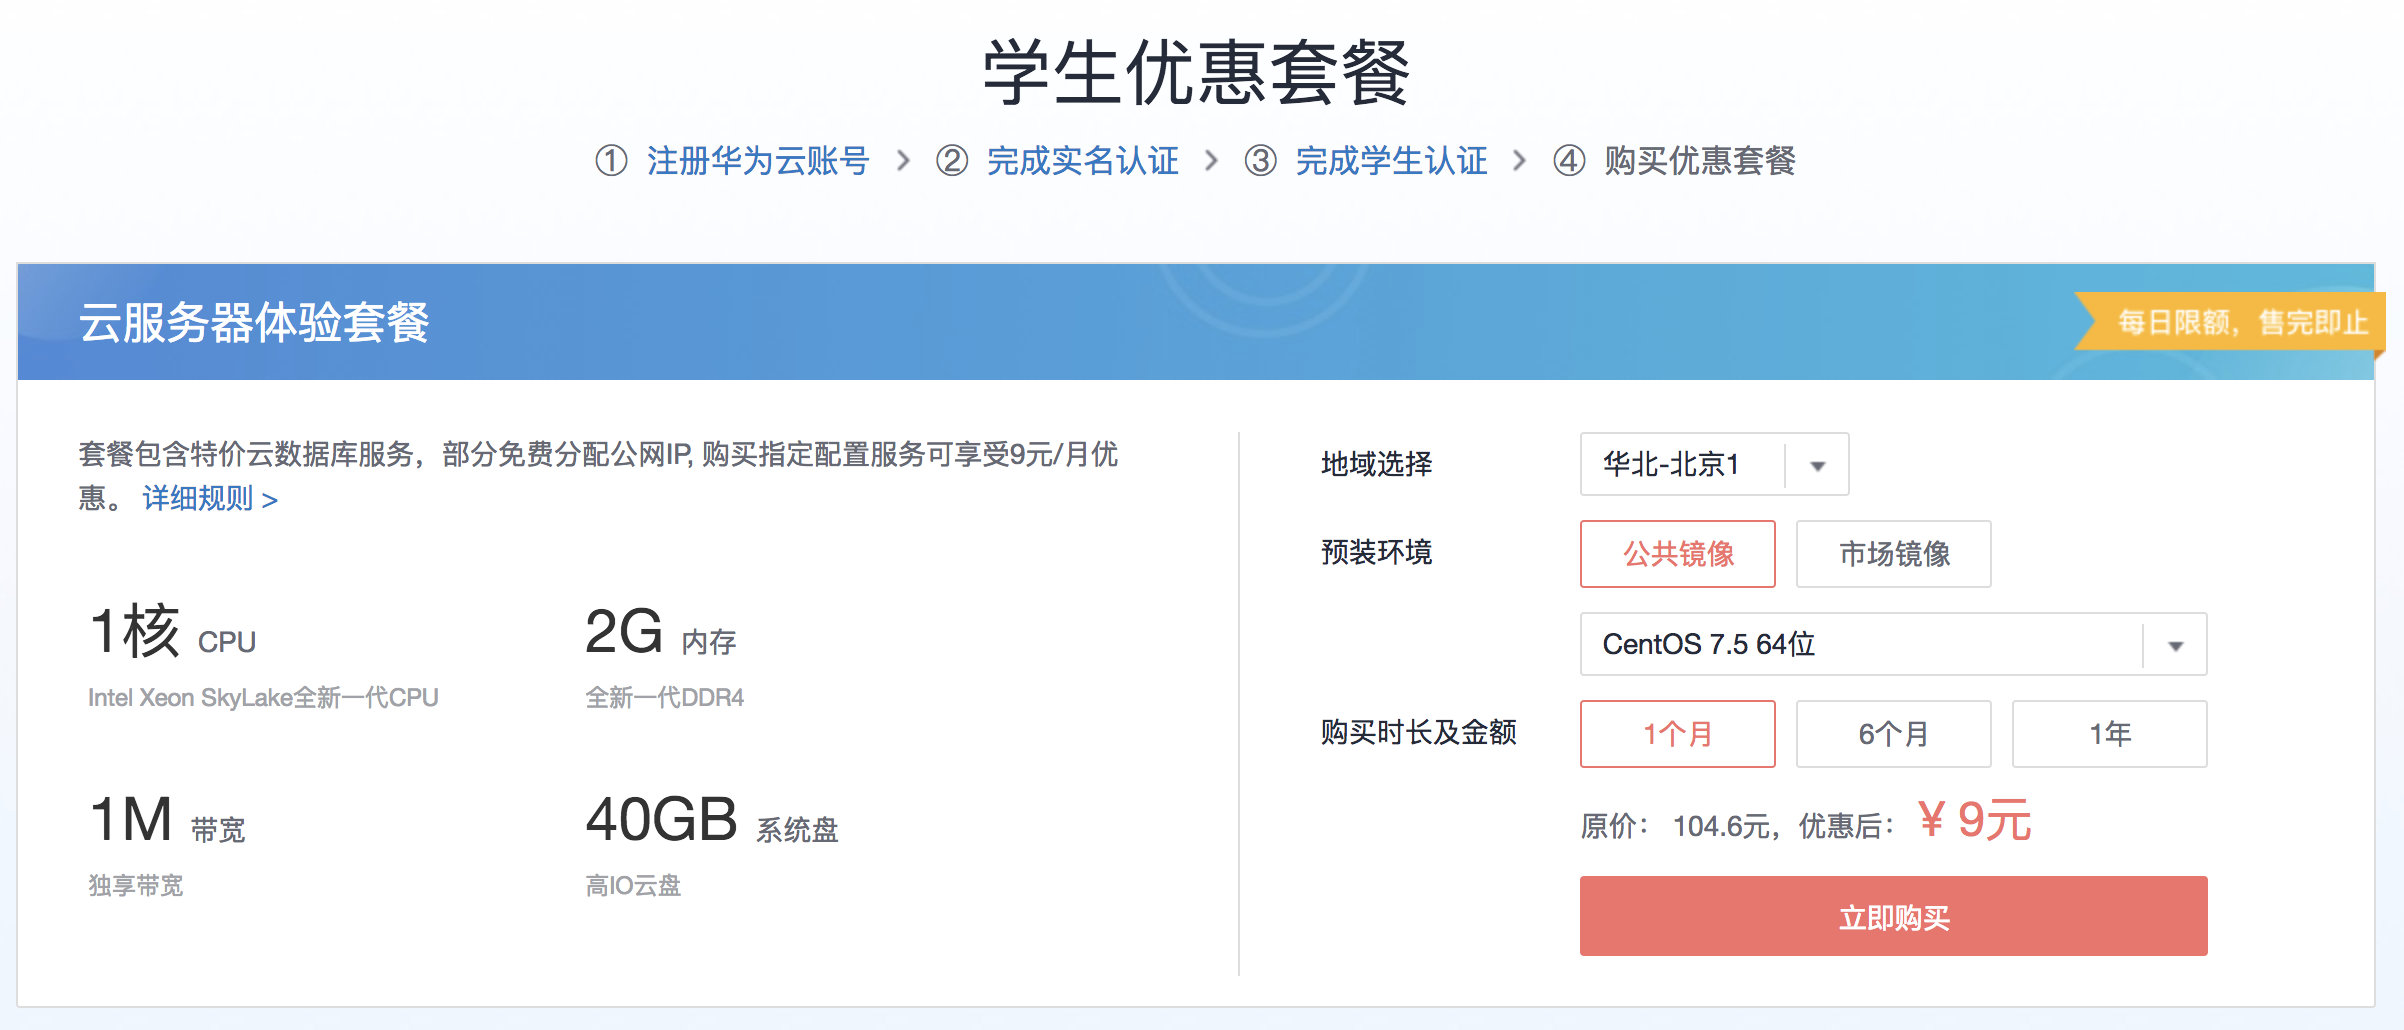 学生优惠套餐
① 注册华为云账号 > ② 完成实名认证 > ③ 完成学生认证 > ④ 购买优惠套餐
云服务器体验套餐
每日限额，售完即止
套餐包含特价云数据库服务，部分免费分配公网IP, 购买指定配置服务可享受9元/月优
惠。 详细规则 >
1核 CPU
Intel Xeon SkyLake全新一代CPU
2G 内存
全新一代DDR4
1M 带宽
独享带宽
40GB 系统盘
高IO云盘
地域选择 华北-北京1
预装环境 公共镜像 市场镜像
CentOS 7.5 64位
购买时长及金额 1个月 6个月 1年
原价： 104.6元，优惠后： ¥ 9元
立即购买